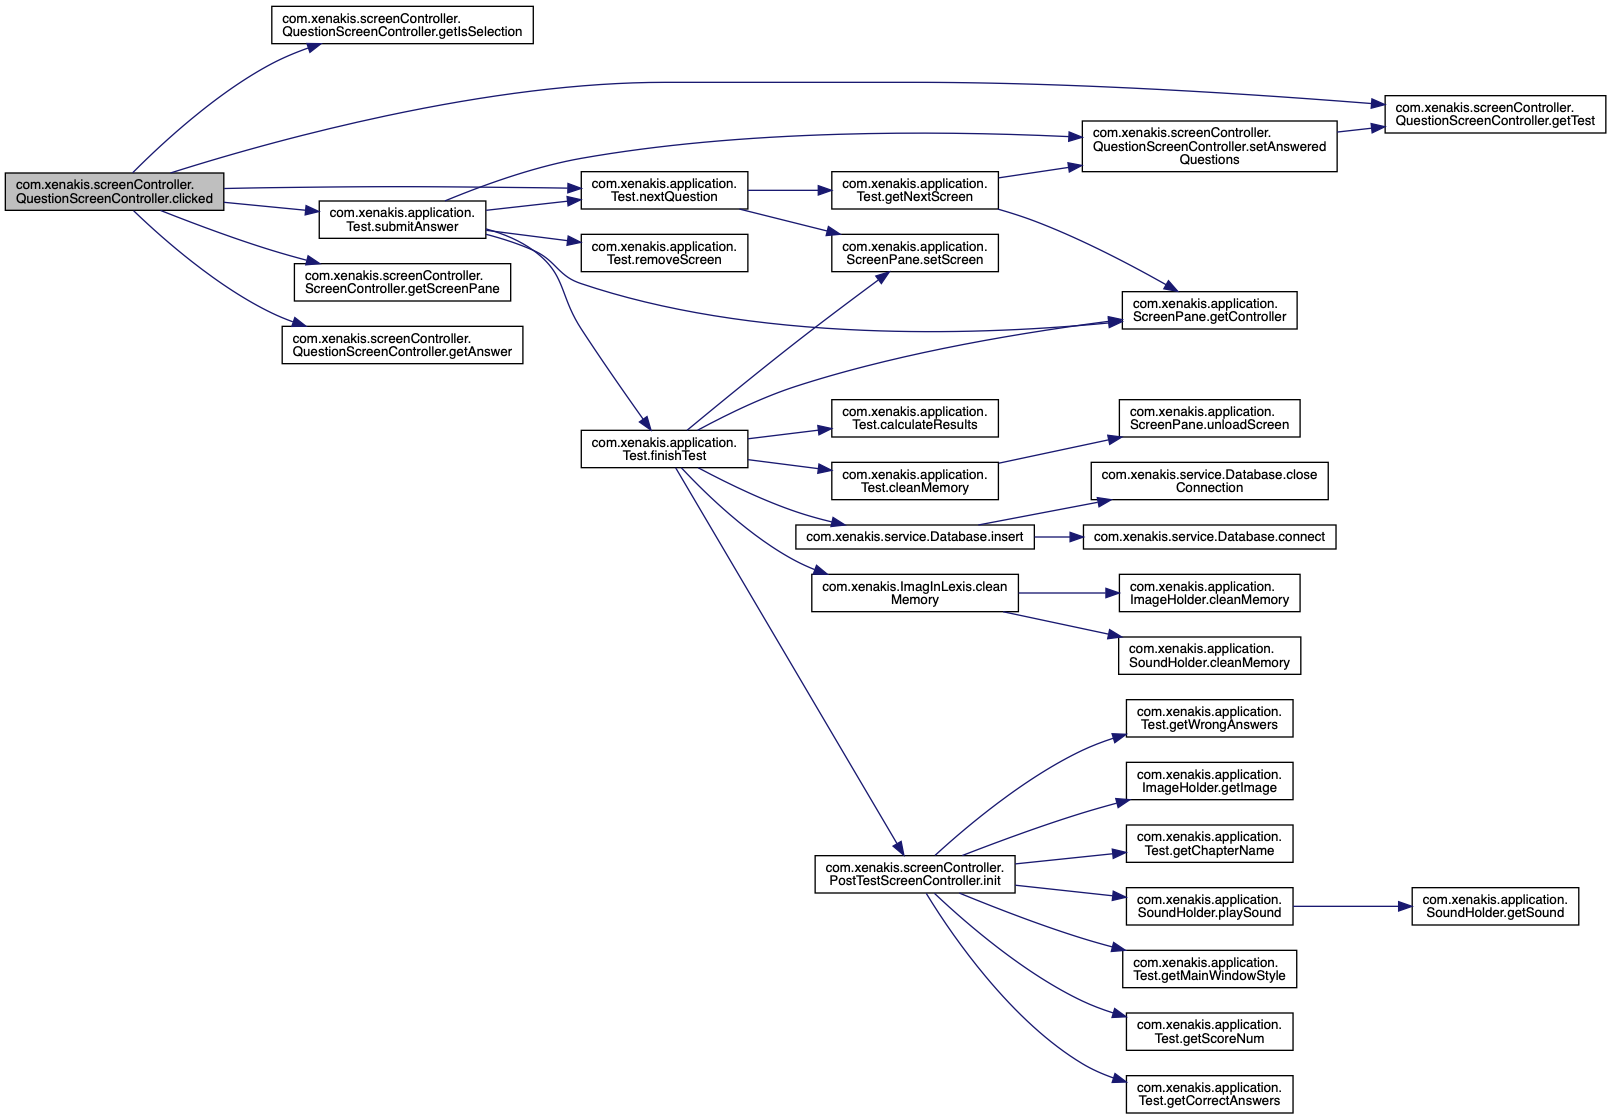 com.xenakis.screenController.
QuestionScreenController.getIsSelection
com.xenakis.screenController.
QuestionScreenController.getTest
com.xenakis.screenController.
QuestionScreenController.setAnswered
Questions
com.xenakis.screenController.
QuestionScreenController.clicked
com.xenakis.application.
Test.nextQuestion
com.xenakis.application.
Test.getNextScreen
com.xenakis.application.
Test.submitAnswer
com.xenakis.application.
Test.removeScreen
com.xenakis.application.
ScreenPane.setScreen
com.xenakis.screenController.
ScreenController.getScreenPane
com.xenakis.application.
ScreenPane.getController
com.xenakis.screenController.
QuestionScreenController.getAnswer
com.xenakis.application.
Test.calculateResults
com.xenakis.application.
ScreenPane.unloadScreen
com.xenakis.application.
Test.finishTest
com.xenakis.application.
Test.cleanMemory
com.xenakis.service.Database.close
Connection
com.xenakis.service.Database.insert
com.xenakis.service.Database.connect
com.xenakis.ImagInLexis.clean
Memory
com.xenakis.application.
ImageHolder.cleanMemory
com.xenakis.application.
SoundHolder.cleanMemory
com.xenakis.application.
Test.getWrongAnswers
com.xenakis.application.
ImageHolder.getImage
com.xenakis.application.
Test.getChapterName
com.xenakis.screenController.
PostTestScreenController.init
com.xenakis.application.
SoundHolder.playSound
com.xenakis.application.
SoundHolder.getSound
com.xenakis.application.
Test.getMainWindowStyle
com.xenakis.application.
Test.getScoreNum
com.xenakis.application.
Test.getCorrectAnswers